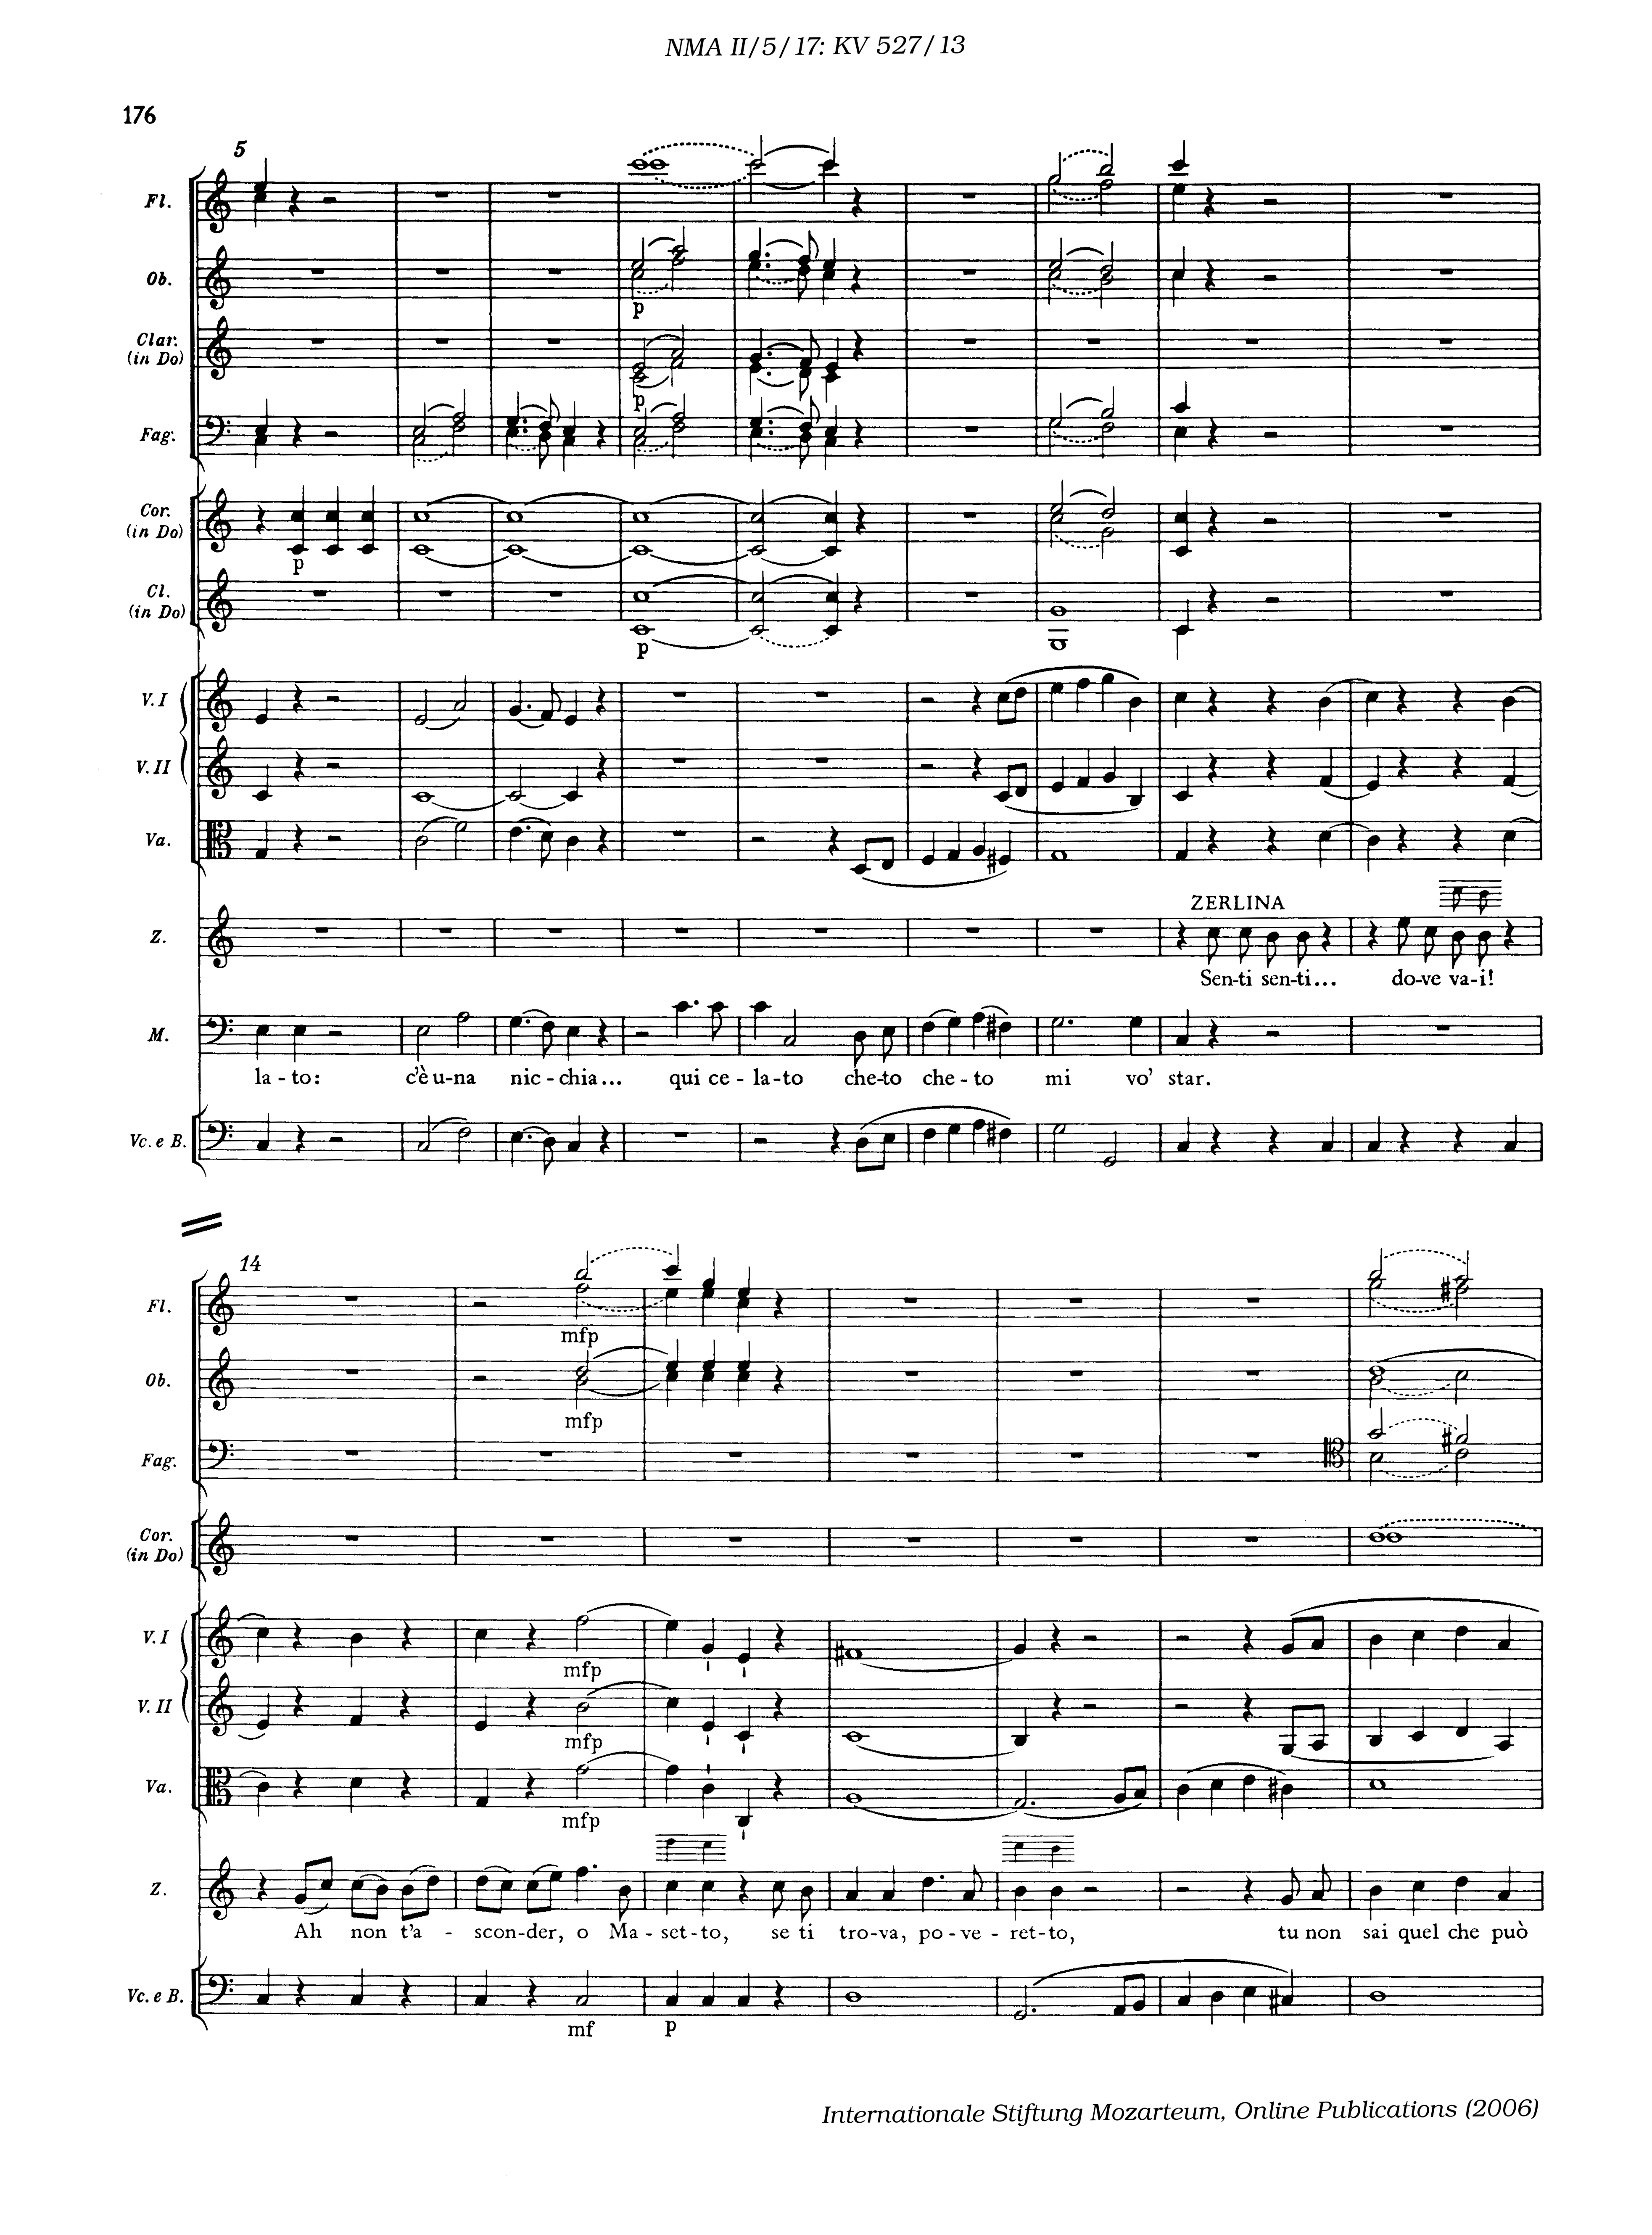 NMA II/5/17: KV 527/13
176
5
Fl.
Ob.
p
Clar.
(in Do)
p
Fag.
Cor.
(in Do)
p
Cl.
(in Do)
p
V. I
V. II
Va.
ZERLINA
Z.
Sen-ti sen-ti... do-ve va-i!
M.
la - to: c'è u-na nic - chia... qui ce - la-to che-to che - to mi vo' star.
Vc. e B.
14
Fl.
mfp
Ob.
mfp
Fag.
Cor.
(in Do)
V. I
mfp
V. II
mfp
Va.
mfp
Z.
Ah non t'a - scon-der, o Ma - set-to, se ti tro-va, po-ve - ret-to, tu non sai quel che può
Vc. e B.
mf p
Internationale Stiftung Mozarteum, Online Publications (2006)